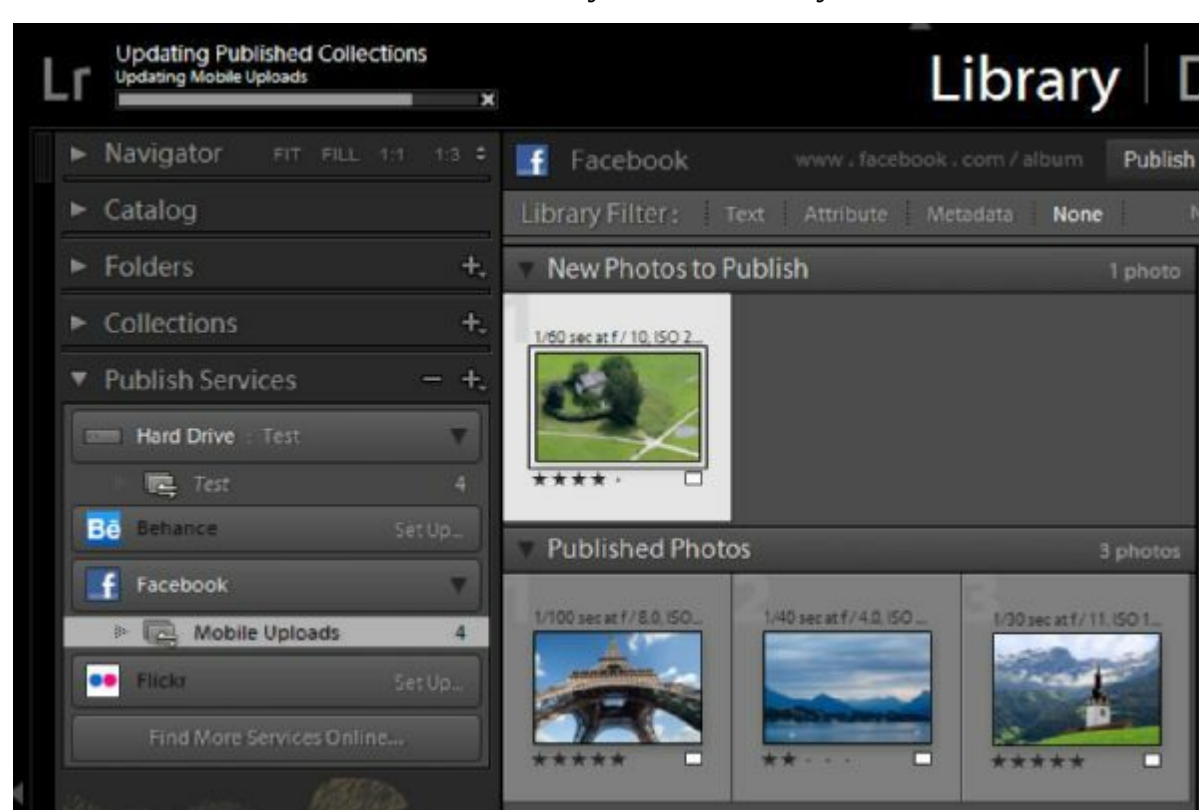 Lr
Updating Published Collections
Updating Mobile Uploads
Library
Navigator FIT FILL 1:1 1:3
Catalog
Folders
Collections
Publish Services
Hard Drive : Test
Test 4
Bē Behance Set Up...
f Facebook
Mobile Uploads 4
Flickr Set Up...
Find More Services Online...
f Facebook www.facebook.com/album Publish
Library Filter: Text Attribute Metadata None
New Photos to Publish 1 photo
1
1/60 sec at f / 10, ISO 2...
Published Photos 3 photos
1 2 3
1/100 sec at f / 8.0, ISO... 1/40 sec at f / 4.0, ISO ... 1/30 sec at f / 11, ISO 1...